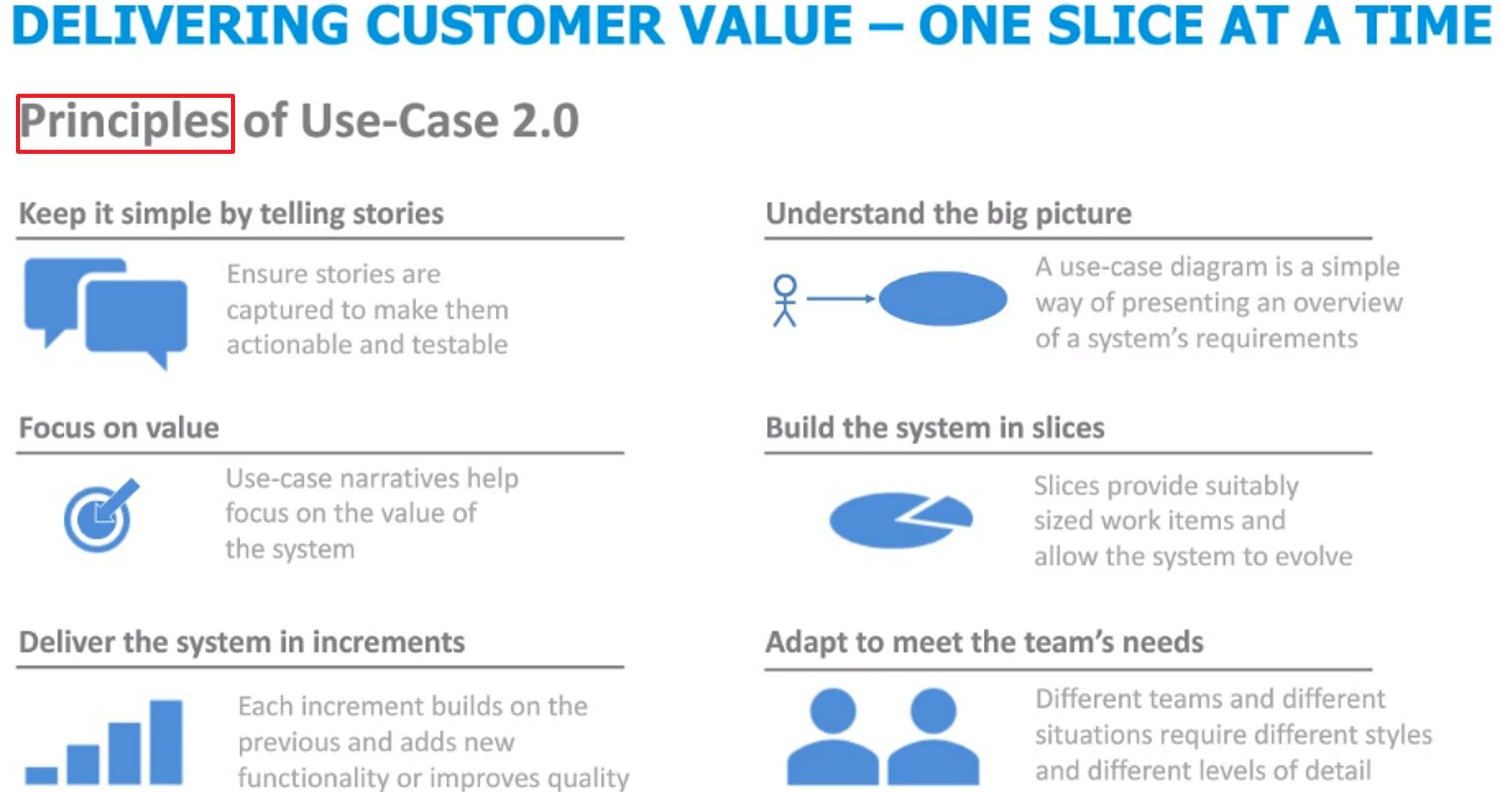 DELIVERING CUSTOMER VALUE – ONE SLICE AT A TIME
Principles of Use-Case 2.0
Keep it simple by telling stories
Ensure stories are
captured to make them
actionable and testable
Understand the big picture
A use-case diagram is a simple
way of presenting an overview
of a system's requirements
Focus on value
Use-case narratives help
focus on the value of
the system
Build the system in slices
Slices provide suitably
sized work items and
allow the system to evolve
Deliver the system in increments
Each increment builds on the
previous and adds new
functionality or improves quality
Adapt to meet the team's needs
Different teams and different
situations require different styles
and different levels of detail